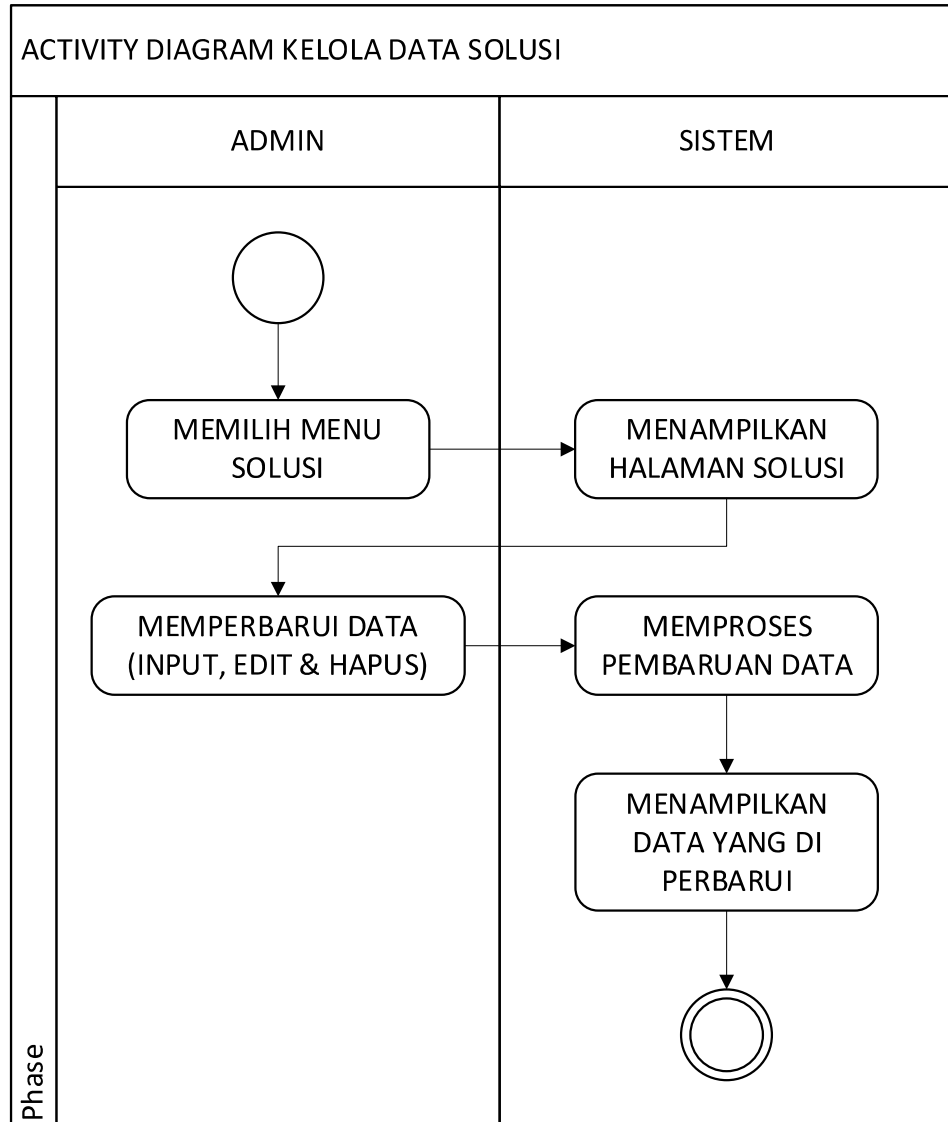 ACTIVITY DIAGRAM KELOLA DATA SOLUSI
ADMIN
SISTEM
MEMILIH MENU
SOLUSI
MENAMPILKAN
HALAMAN SOLUSI
MEMPERBARUI DATA
(INPUT, EDIT & HAPUS)
MEMPROSES
PEMBARUAN DATA
MENAMPILKAN
DATA YANG DI
PERBARUI
Phase